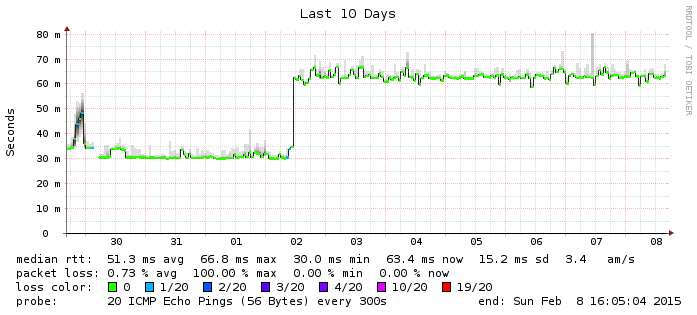 Last 10 Days
RRDTOOL / TOBI OETIKER
Seconds
80 m
70 m
60 m
50 m
40 m
30 m
20 m
10 m
0
30 31 01 02 03 04 05 06 07 08
median rtt: 51.3 ms avg 66.8 ms max 30.0 ms min 63.4 ms now 15.2 ms sd 3.4 am/s
packet loss: 0.73 % avg 100.00 % max 0.00 % min 0.00 % now
loss color: 0 1/20 2/20 3/20 4/20 10/20 19/20
probe: 20 ICMP Echo Pings (56 Bytes) every 300s end: Sun Feb 8 16:05:04 2015